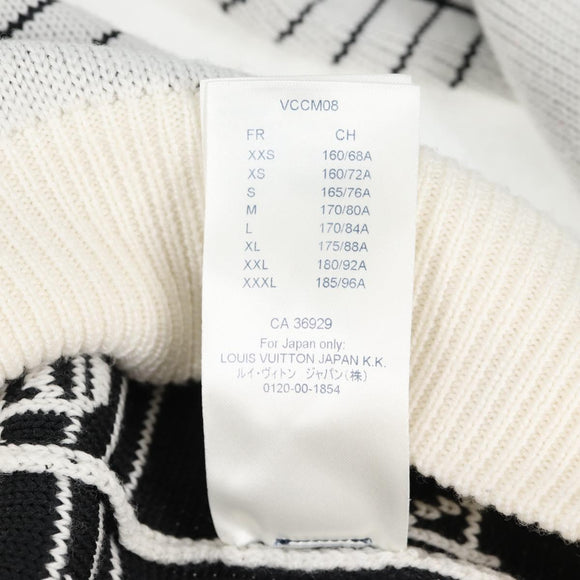 VCCM08
FR CH
XXS 160/68A
XS 160/72A
S 165/76A
M 170/80A
L 170/84A
XL 175/88A
XXL 180/92A
XXXL 185/96A
CA 36929
For Japan only:
LOUIS VUITTON JAPAN K.K.
ルイ・ヴィトン ジャパン(株)
0120-00-1854